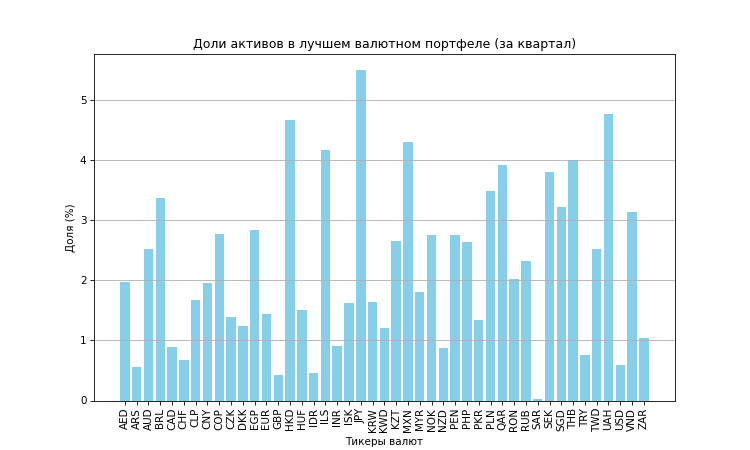 Доли активов в лучшем валютном портфеле (за квартал)
Доля (%)
5
4
3
2
1
0
AED ARS AUD BRL CAD CHF CLP CNY COP CZK DKK EGP EUR GBP HKD HUF IDR ILS INR ISK JPY KRW KWD KZT MXN MYR NOK NZD PEN PHP PKR PLN QAR RON RUB SAR SEK SGD THB TRY TWD UAH USD VND ZAR
Тикеры валют